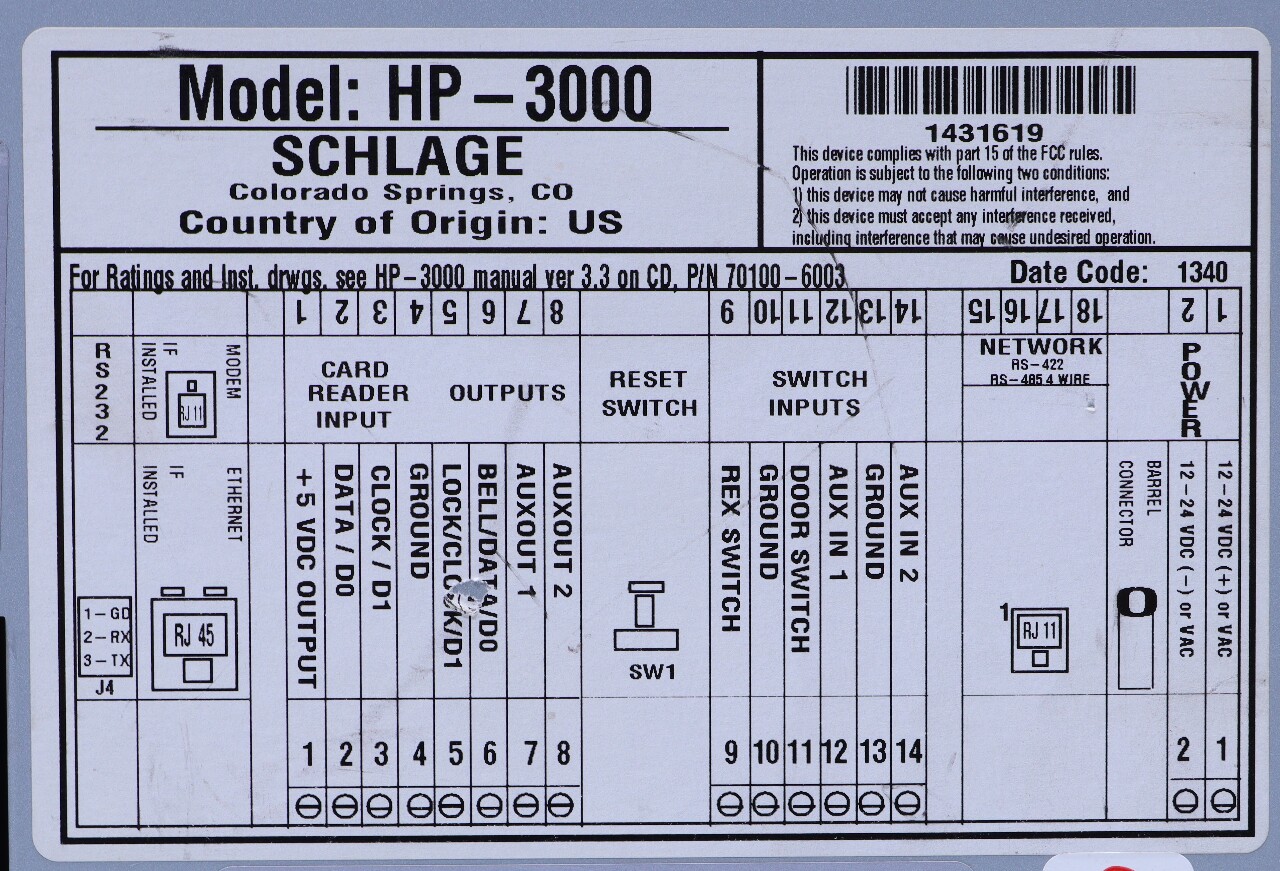 Model: HP-3000
SCHLAGE
Colorado Springs, CO
Country of Origin: US
1431619
This device complies with part 15 of the FCC rules.
Operation is subject to the following two conditions:
1) this device may not cause harmful interference, and
2) this device must accept any interference received,
including interference that may cause undesired operation.
For Ratings and Inst. drwgs. see HP-3000 manual ver 3.3 on CD, P/N 70100-6003
Date Code: 1340
1 2 3 4 5 6 7 8 9 10 11 12 13 14 15 16 17 18 2 1
RS232
MODEM
IF
INSTALLED
RJ 11
CARD
READER
INPUT
OUTPUTS
RESET
SWITCH
SWITCH
INPUTS
NETWORK
RS-422
RS-485 4 WIRE
POWER
ETHERNET
IF
INSTALLED
+5 VDC OUTPUT
DATA / D0
CLOCK / D1
GROUND
LOCK/CLOCK/D1
BELL/DATA/D0
AUXOUT 1
AUXOUT 2
REX SWITCH
GROUND
DOOR SWITCH
AUX IN 1
GROUND
AUX IN 2
BARREL
CONNECTOR
12-24 VDC (-) or VAC
12-24 VDC (+) or VAC
1-GD
2-RX
3-TX
J4
RJ 45
SW1
1
RJ 11
1 2 3 4 5 6 7 8 9 10 11 12 13 14 2 1